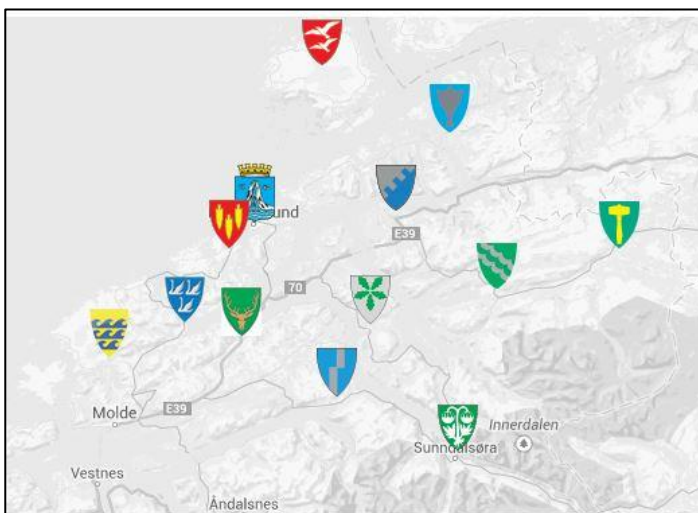 und
E39
70
E39
Molde
Innerdalen
Sunndalsøra
Vestnes
Åndalsnes